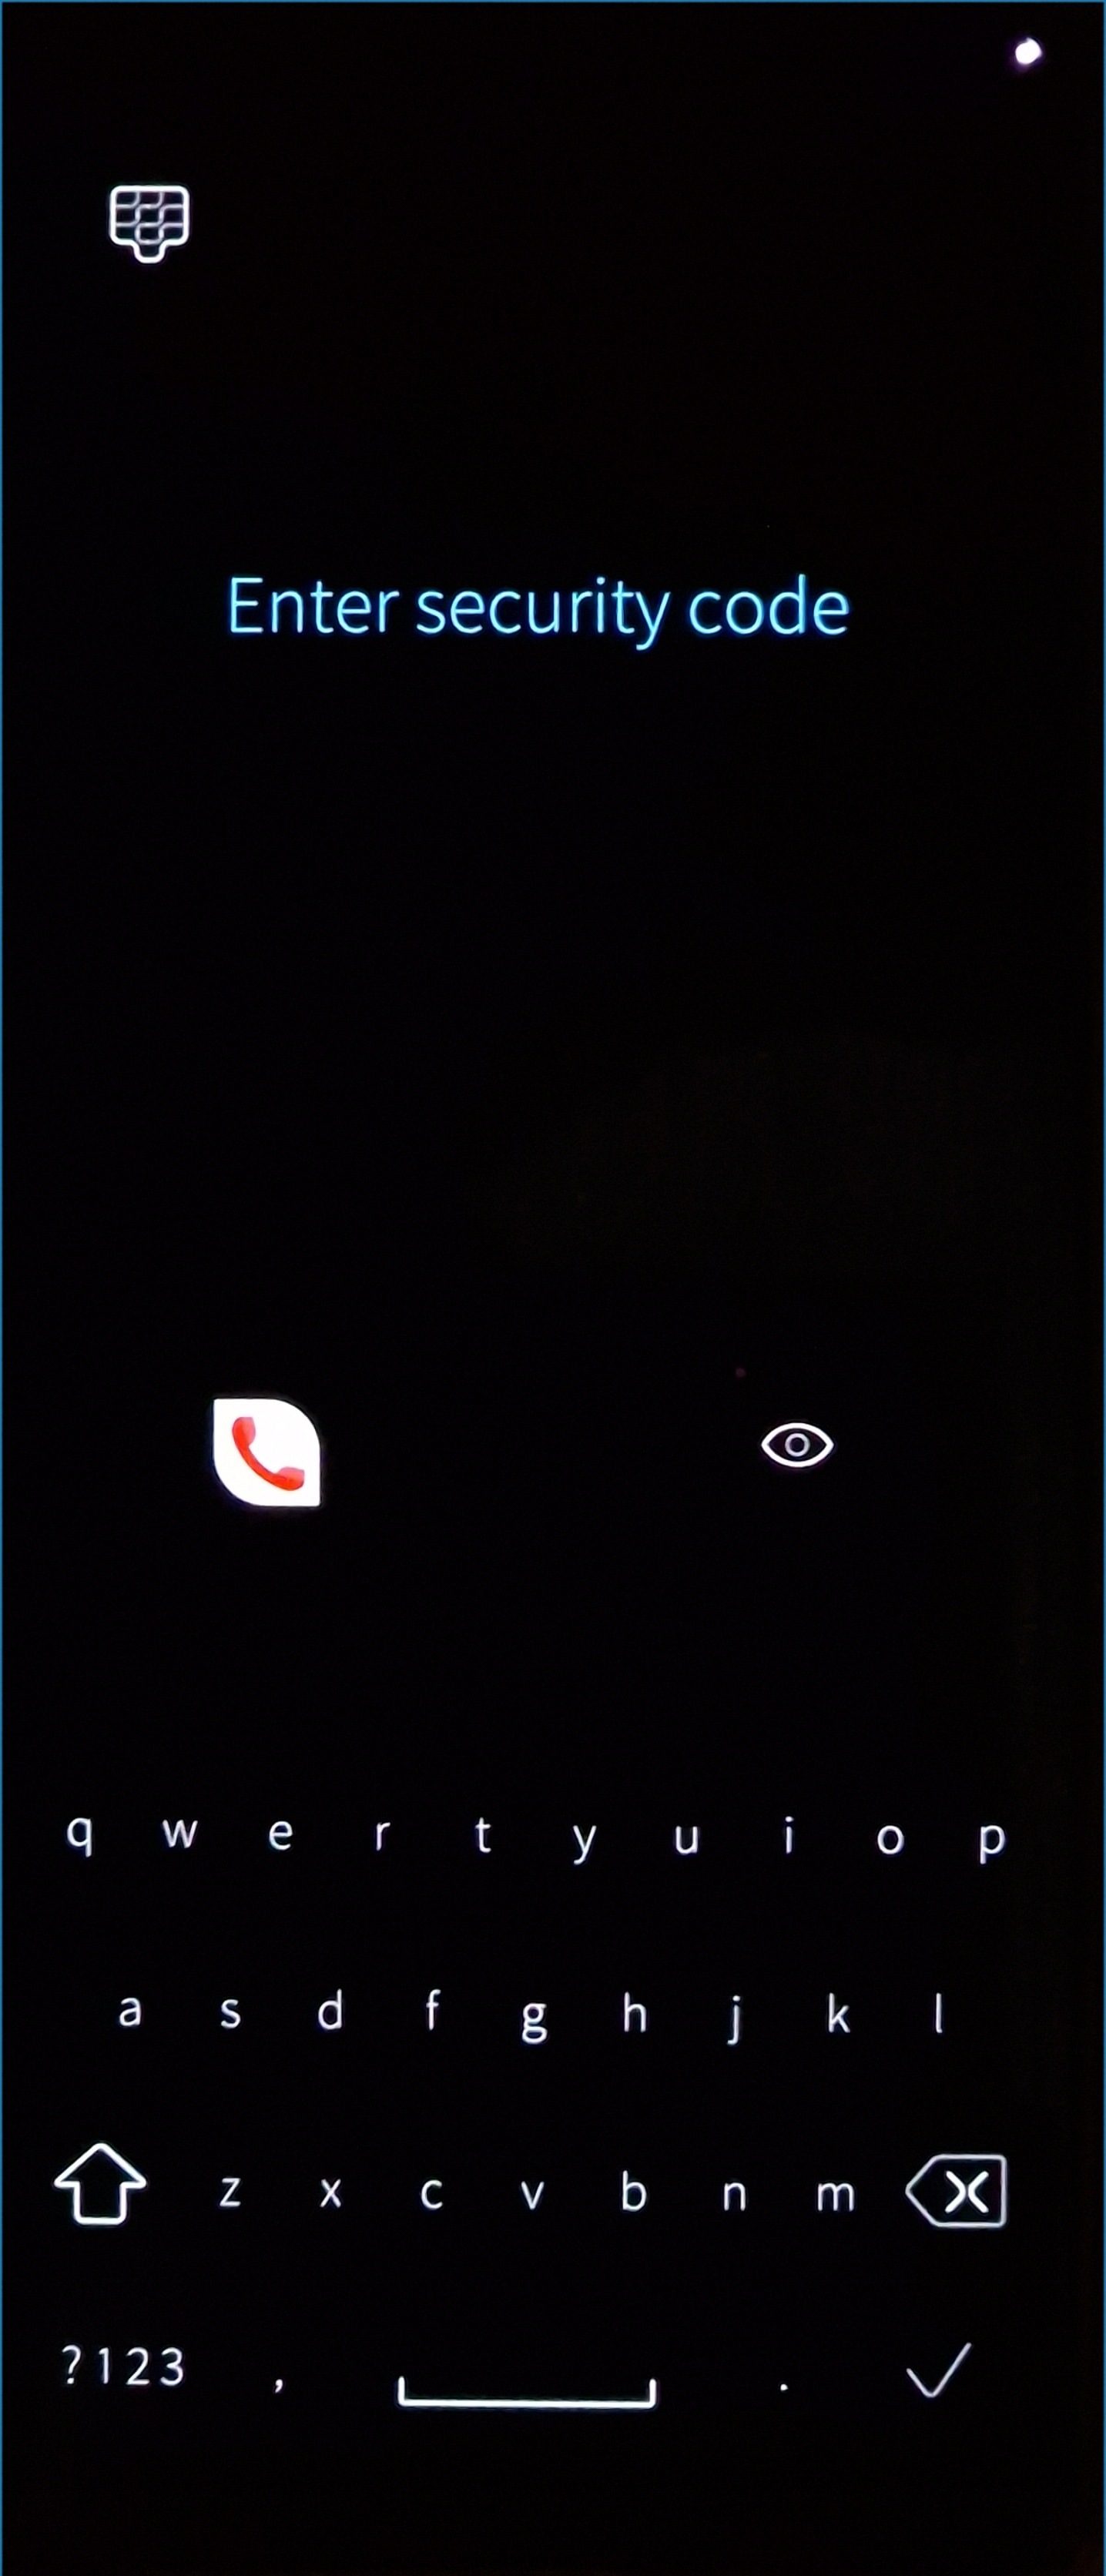 Enter security code
q w e r t y u i o p
a s d f g h j k l
z x c v b n m
?123 , .